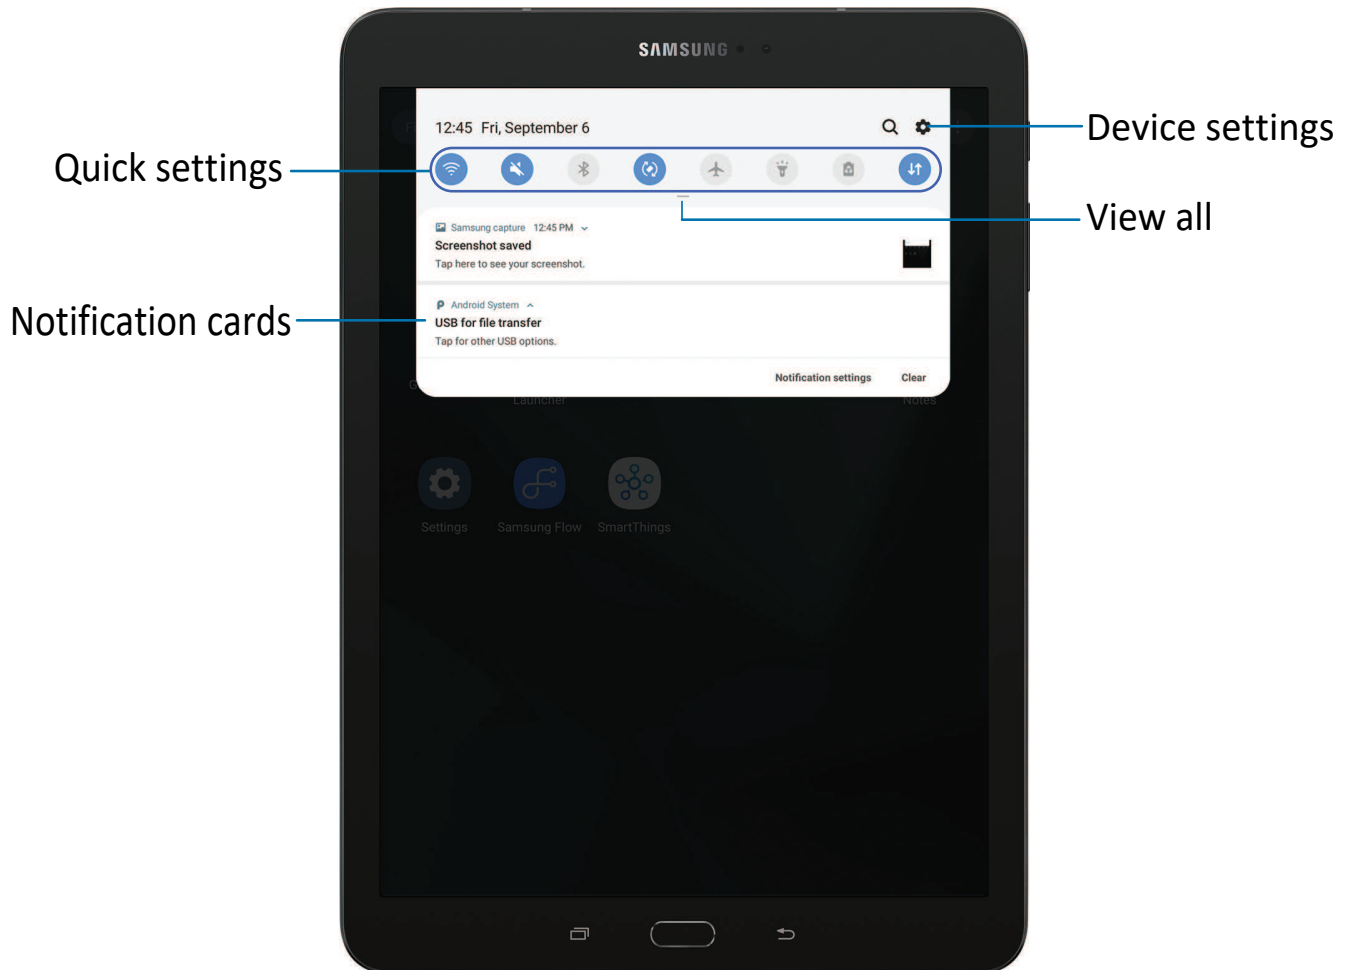 SAMSUNG
12:45 Fri, September 6
Device settings
Quick settings
View all
Samsung capture 12:45 PM
Screenshot saved
Tap here to see your screenshot.
Notification cards
Android System
USB for file transfer
Tap for other USB options.
Notification settings Clear
Launcher
Notes
Settings Samsung Flow SmartThings